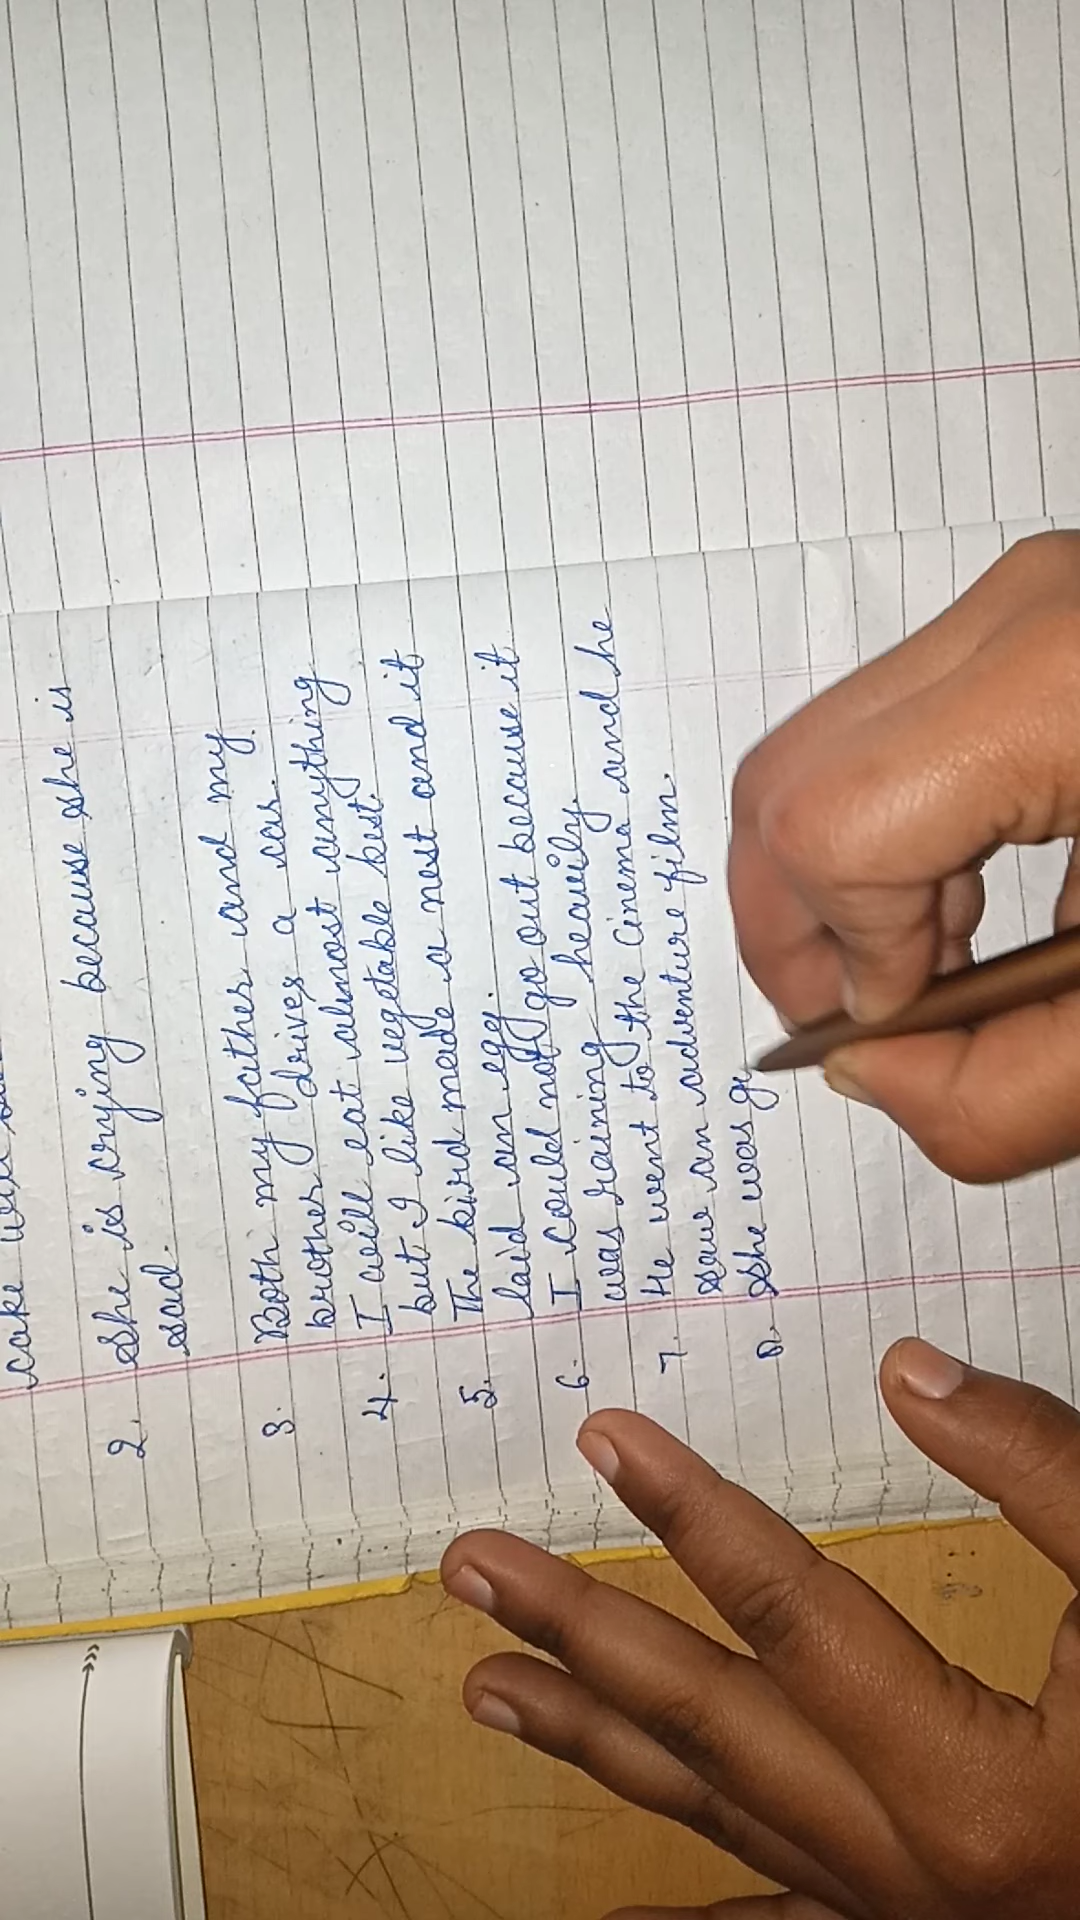 cake
2. She is crying because she is
sad.
3. Both my father and my
brother drives a car.
4. I will eat almost anything
but I like vegetable best.
5. The bird made a nest and it
laid an egg.
6. I could not go out because it
was raining heavily.
7. He went to the cinema and he
saw an adventure film.
8. She was